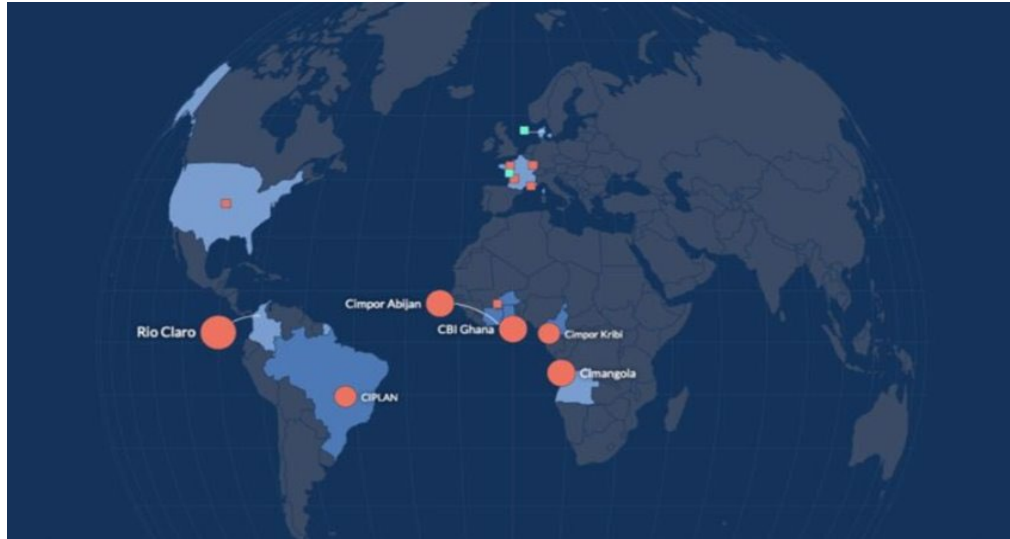 Cimpor Abijan
CBI Ghana
Rio Claro
Cimpor Kribi
Cimangola
CIPLAN